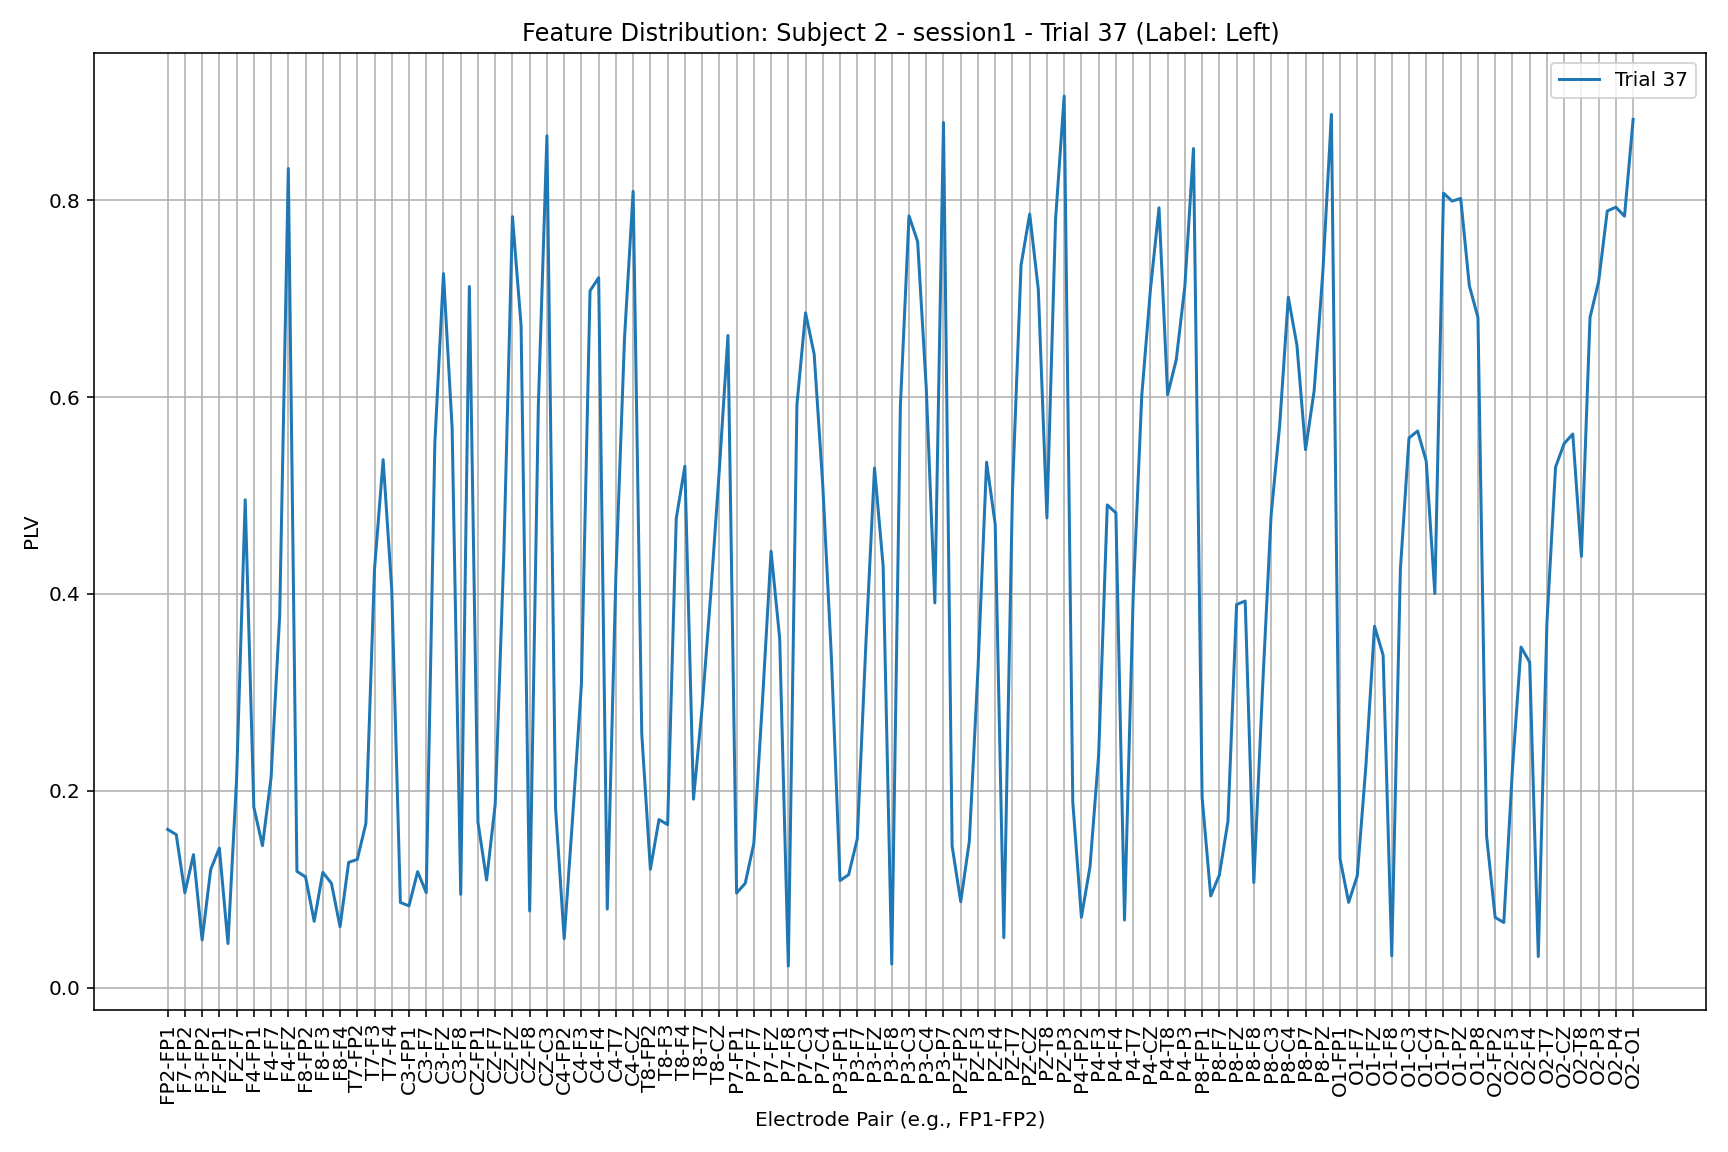 Feature Distribution: Subject 2 - session1 - Trial 37 (Label: Left)
Trial 37
PLV
0.8
0.6
0.4
0.2
0.0
FP2-FP1
F7-FP2
F3-FP2
FZ-FP1
FZ-F7
F4-FP1
F4-F7
F4-FZ
F8-FP2
F8-F3
F8-F4
T7-FP2
T7-F3
T7-F4
C3-FP1
C3-F7
C3-FZ
C3-F8
CZ-FP1
CZ-F7
CZ-FZ
CZ-F8
CZ-C3
C4-FP2
C4-F3
C4-F4
C4-T7
C4-CZ
T8-FP2
T8-F3
T8-F4
T8-T7
T8-CZ
P7-FP1
P7-F7
P7-FZ
P7-F8
P7-C3
P7-C4
P3-FP1
P3-F7
P3-FZ
P3-F8
P3-C3
P3-C4
P3-P7
PZ-FP2
PZ-F3
PZ-F4
PZ-T7
PZ-CZ
PZ-T8
PZ-P3
P4-FP2
P4-F3
P4-F4
P4-T7
P4-CZ
P4-T8
P4-P3
P8-FP1
P8-F7
P8-FZ
P8-F8
P8-C3
P8-C4
P8-P7
P8-PZ
O1-FP1
O1-F7
O1-FZ
O1-F8
O1-C3
O1-C4
O1-P7
O1-PZ
O1-P8
O2-FP2
O2-F3
O2-F4
O2-T7
O2-CZ
O2-T8
O2-P3
O2-P4
O2-O1
Electrode Pair (e.g., FP1-FP2)